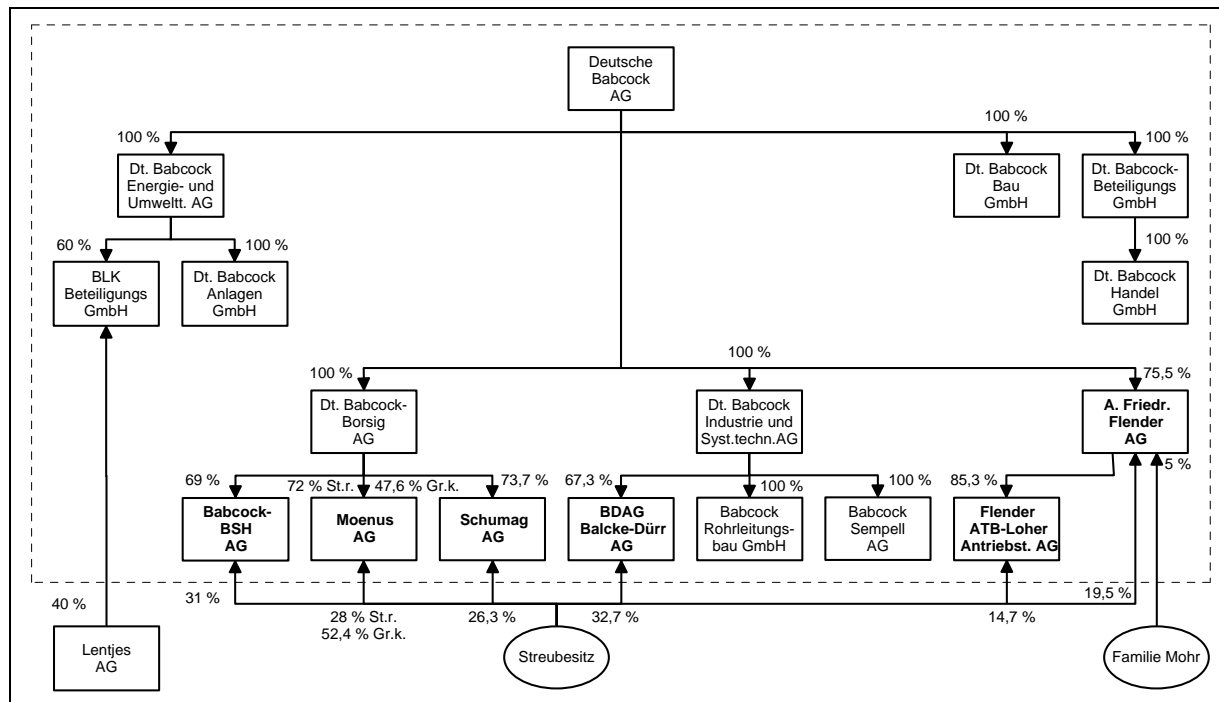 Deutsche
Babcock
AG
100 %
100 %
100 %
Dt. Babcock
Energie- und
Umweltt. AG
Dt. Babcock
Bau
GmbH
Dt. Babcock-
Beteiligungs
GmbH
60 %
100 %
100 %
BLK
Beteiligungs
GmbH
Dt. Babcock
Anlagen
GmbH
Dt. Babcock
Handel
GmbH
100 %
100 %
75,5 %
Dt. Babcock-
Borsig
AG
Dt. Babcock
Industrie und
Syst.techn.AG
A. Friedr.
Flender
AG
69 %
72 % St.r.
47,6 % Gr.k.
73,7 %
67,3 %
100 %
100 %
85,3 %
5 %
Babcock-
BSH
AG
Moenus
AG
Schumag
AG
BDAG
Balcke-Dürr
AG
Babcock
Rohrleitungs-
bau GmbH
Babcock
Sempell
AG
Flender
ATB-Loher
Antriebst. AG
40 %
31 %
28 % St.r.
52,4 % Gr.k.
26,3 %
32,7 %
14,7 %
19,5 %
Lentjes
AG
Streubesitz
Familie Mohr